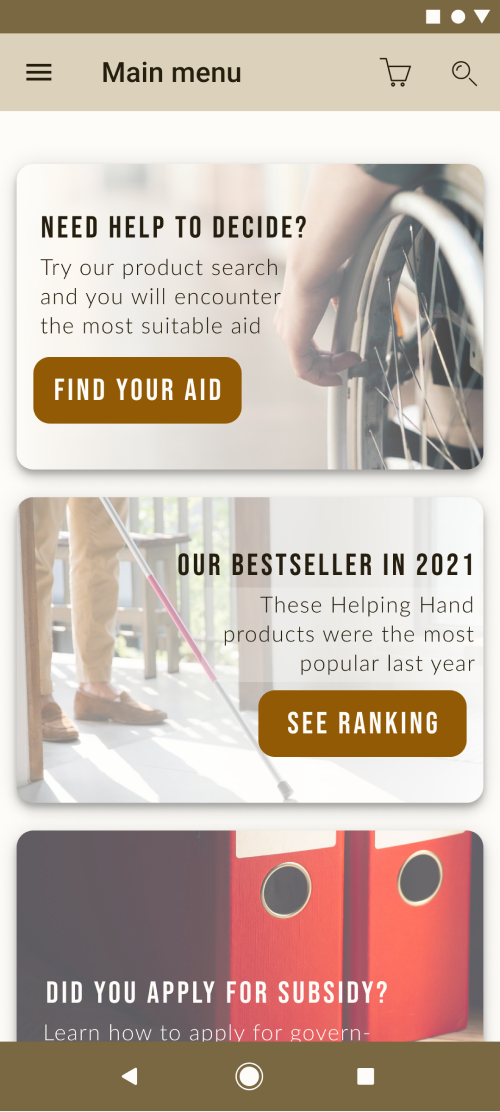 Main menu
NEED HELP TO DECIDE?
Try our product search
and you will encounter
the most suitable aid
FIND YOUR AID
OUR BESTSELLER IN 2021
These Helping Hand
products were the most
popular last year
SEE RANKING
DID YOU APPLY FOR SUBSIDY?
Learn how to apply for govern-